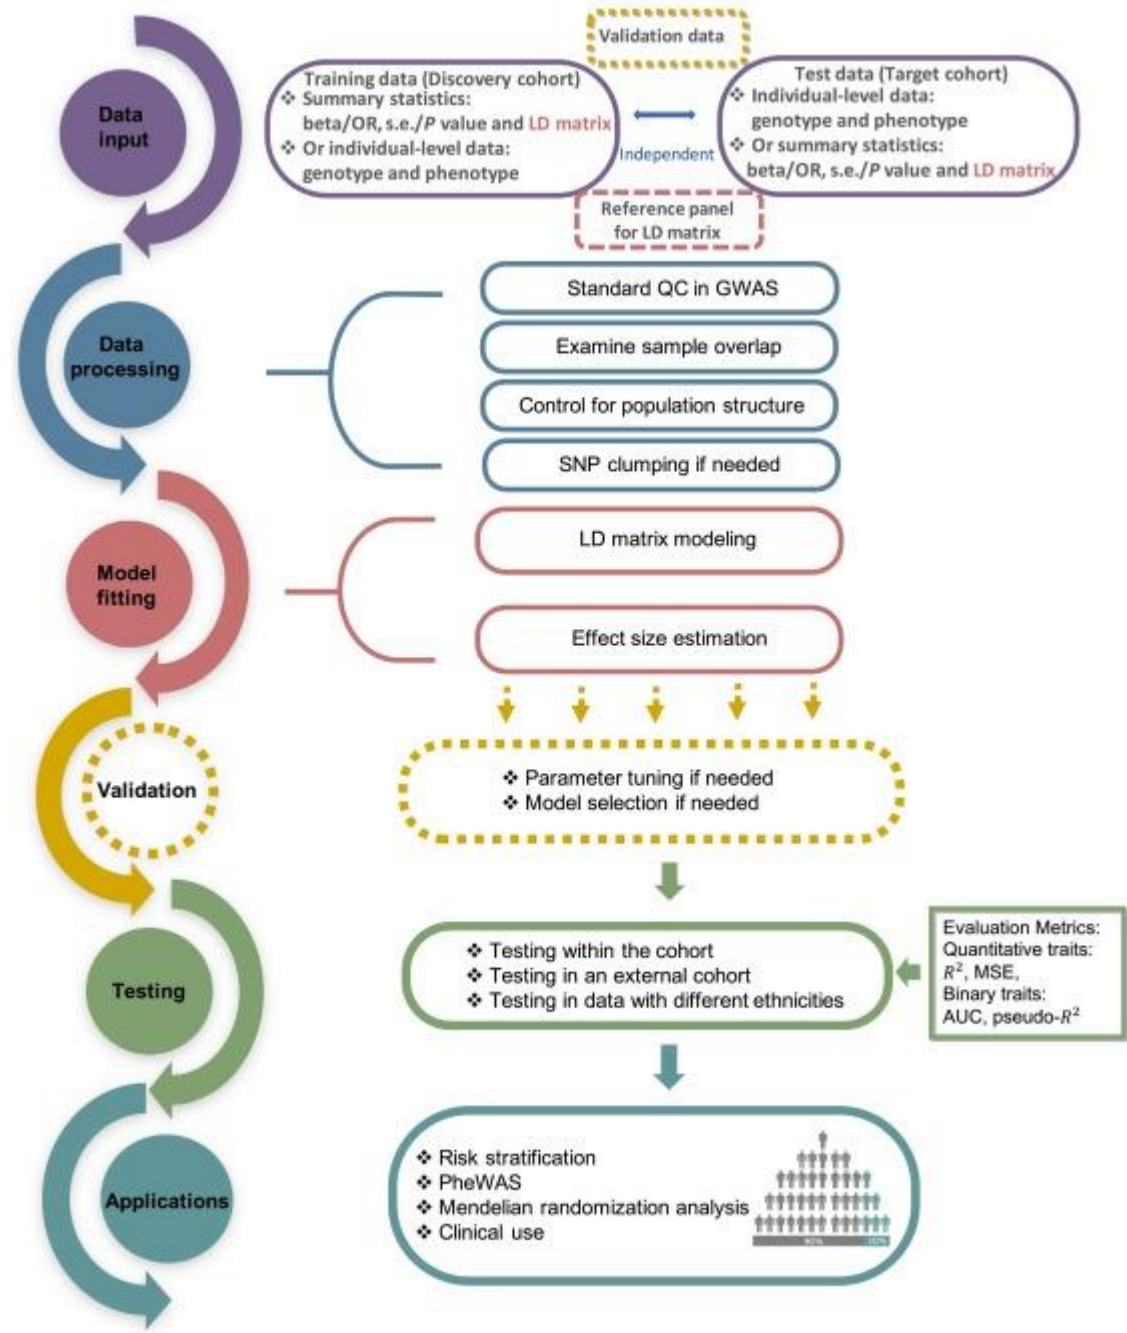 Validation data
Training data (Discovery cohort)
❖ Summary statistics:
beta/OR, s.e./P value and LD matrix
❖ Or individual-level data:
genotype and phenotype
Independent
Test data (Target cohort)
❖ Individual-level data:
genotype and phenotype
❖ Or summary statistics:
beta/OR, s.e./P value and LD matrix
Reference panel
for LD matrix
Data
input
Data
processing
Standard QC in GWAS
Examine sample overlap
Control for population structure
SNP clumping if needed
Model
fitting
LD matrix modeling
Effect size estimation
Validation
❖ Parameter tuning if needed
❖ Model selection if needed
Testing
❖ Testing within the cohort
❖ Testing in an external cohort
❖ Testing in data with different ethnicities
Evaluation Metrics:
Quantitative traits:
R², MSE,
Binary traits:
AUC, pseudo-R²
Applications
❖ Risk stratification
❖ PheWAS
❖ Mendelian randomization analysis
❖ Clinical use